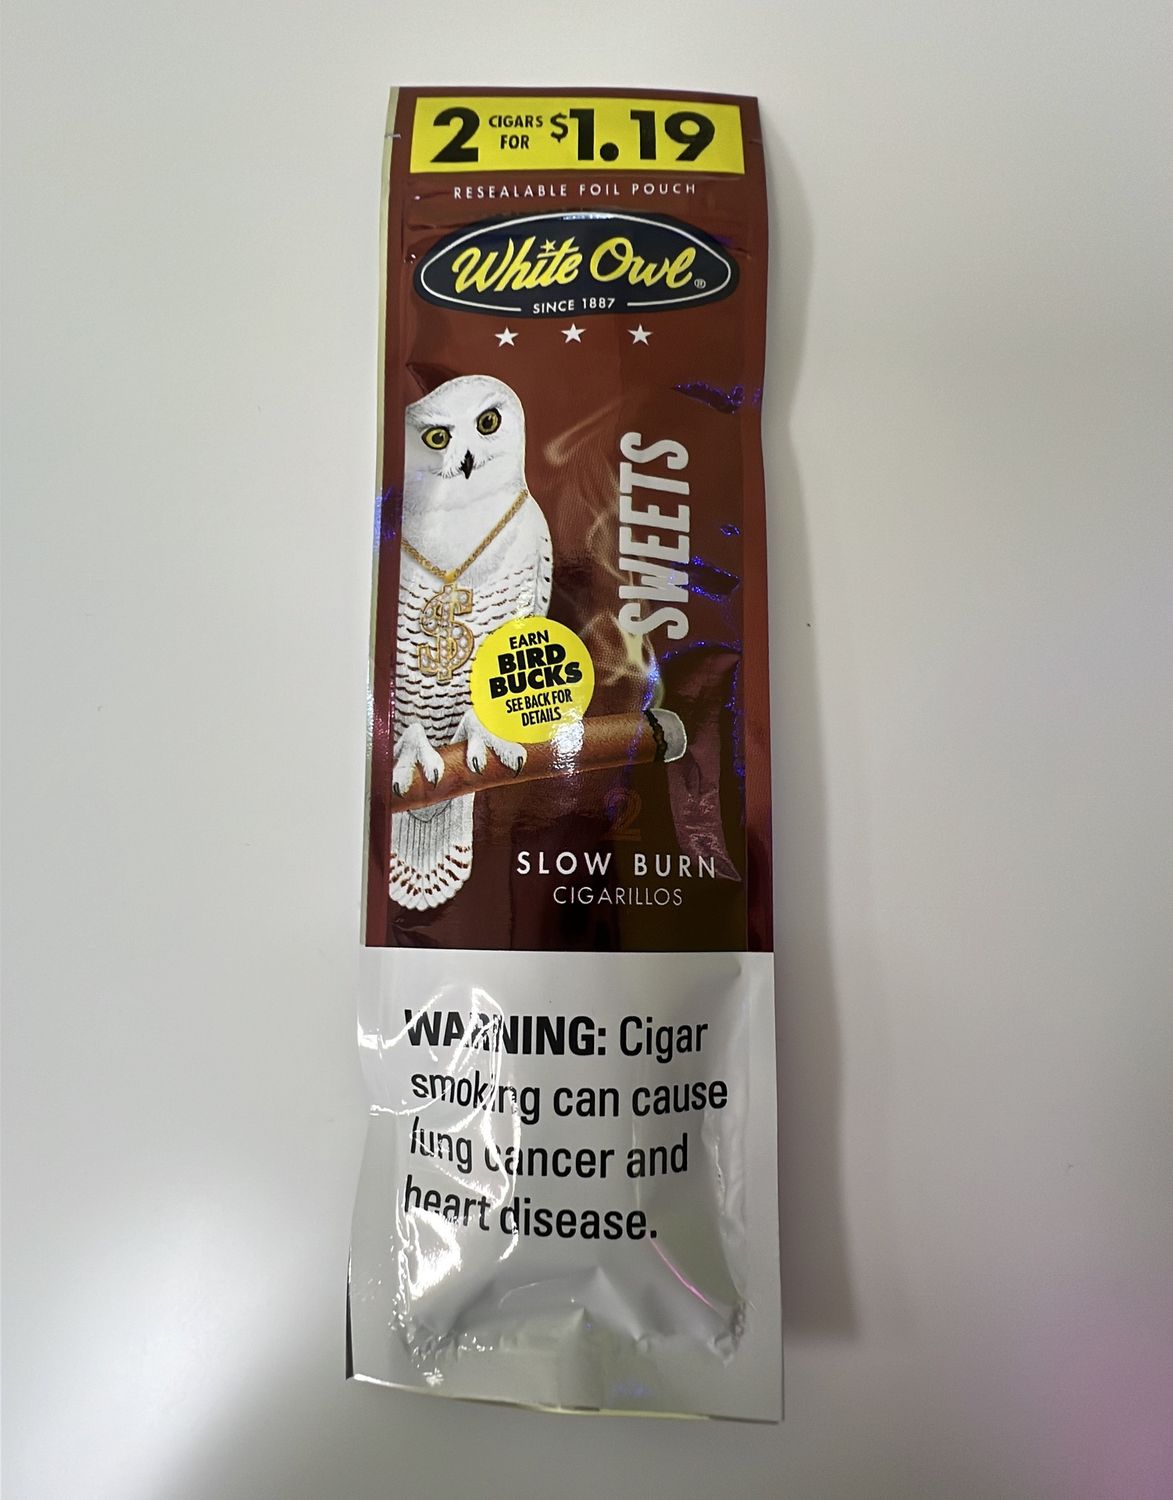 2 CIGARS FOR $1.19
RESEALABLE FOIL POUCH
White Owl®
SINCE 1887
SWEETS
EARN
BIRD
BUCKS
SEE BACK FOR
DETAILS
2
SLOW BURN
CIGARILLOS
WARNING: Cigar
smoking can cause
lung cancer and
heart disease.